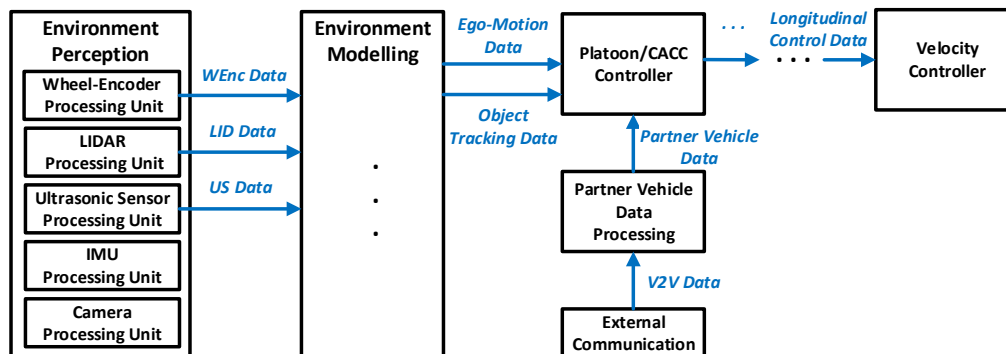 Environment
Perception
Wheel-Encoder
Processing Unit
LIDAR
Processing Unit
Ultrasonic Sensor
Processing Unit
IMU
Processing Unit
Camera
Processing Unit
WEnc Data
LID Data
US Data
Environment
Modelling
.
.
.
Ego-Motion
Data
Object
Tracking Data
Platoon/CACC
Controller
Partner Vehicle
Data
Partner Vehicle
Data
Processing
V2V Data
External
Communication
. . .
Longitudinal
Control Data
. . .
Velocity
Controller